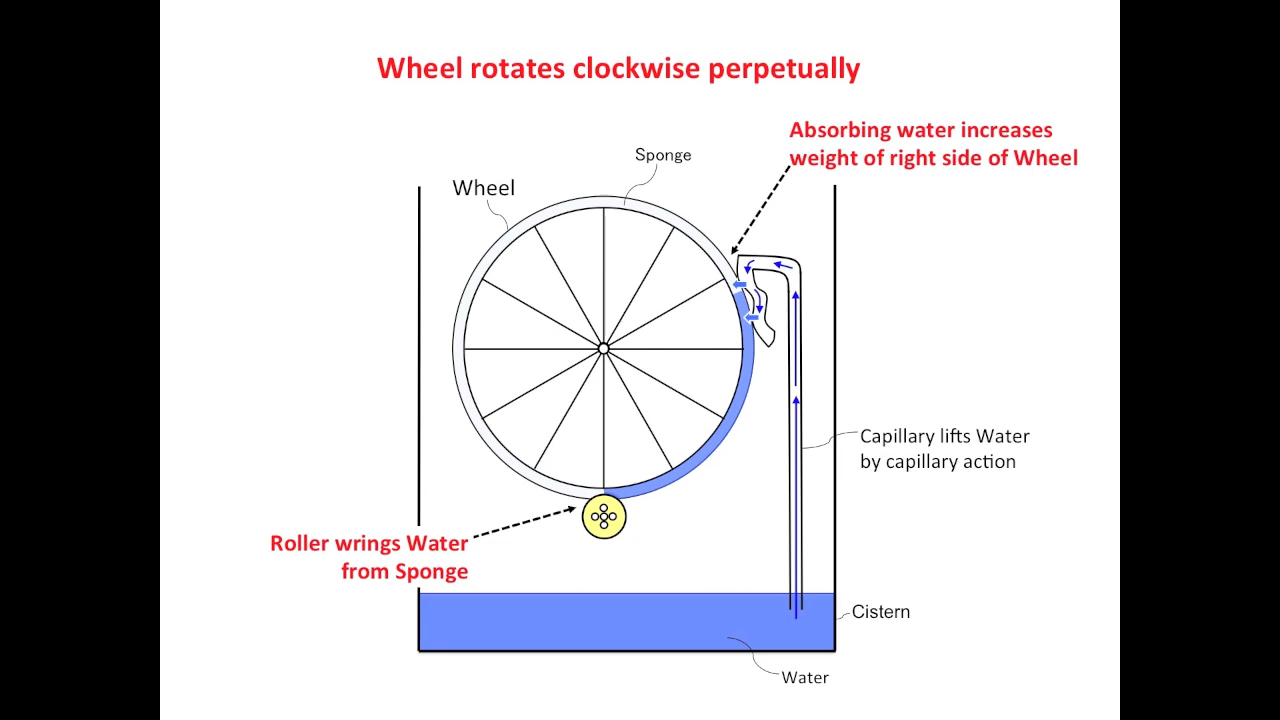 Wheel rotates clockwise perpetually
Absorbing water increases
weight of right side of Wheel
Sponge
Wheel
Capillary lifts Water
by capillary action
Roller wrings Water
from Sponge
Cistern
Water